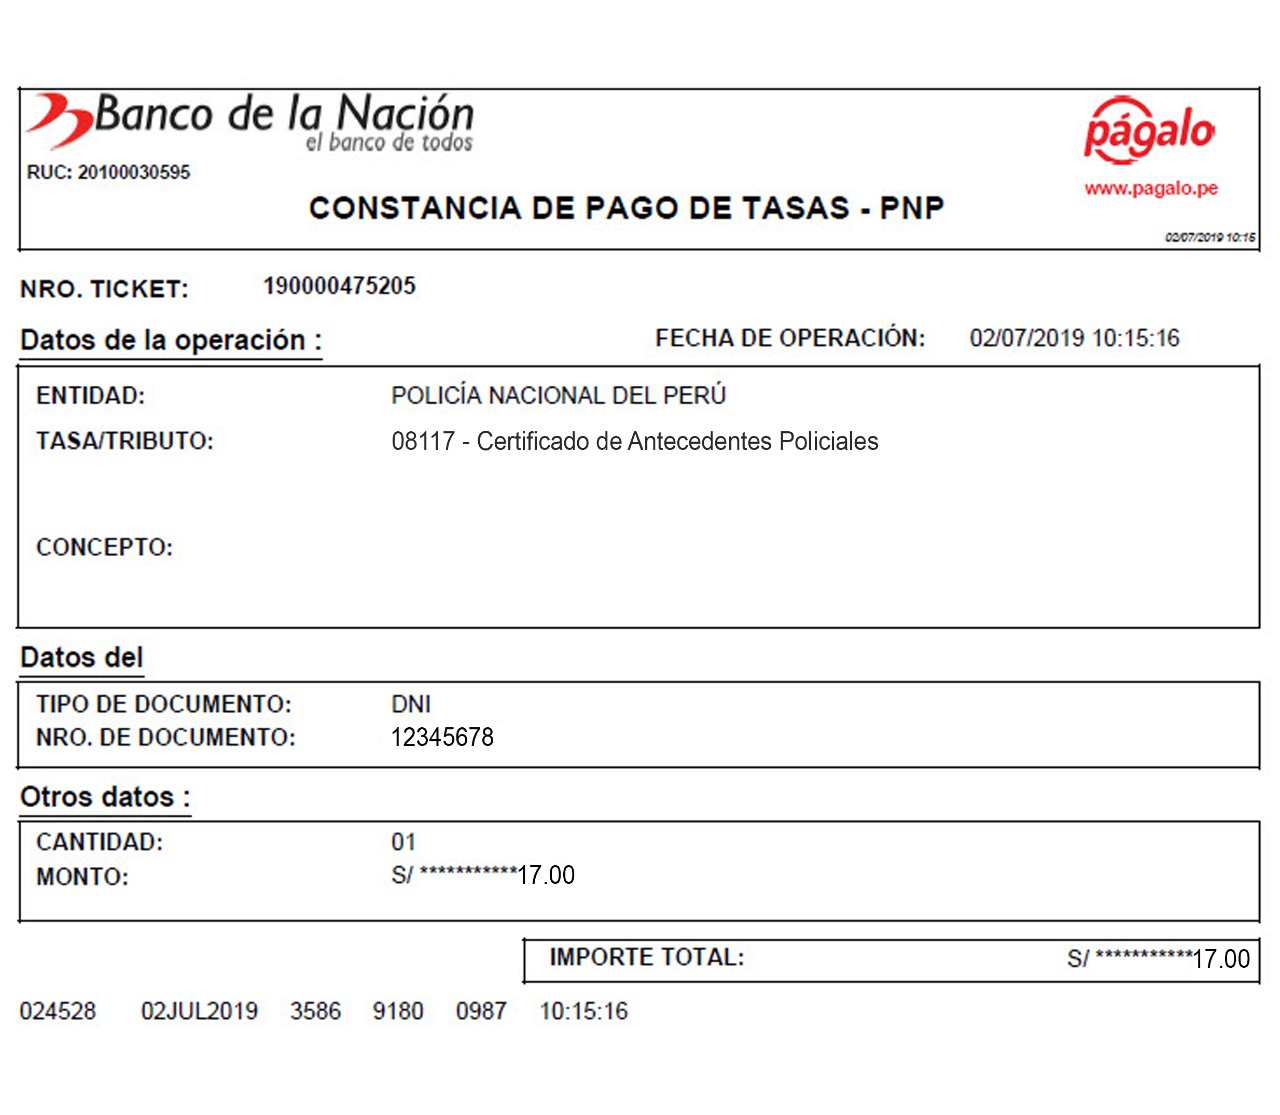 Banco de la Nación
el banco de todos
RUC: 20100030595
págalo
www.pagalo.pe
CONSTANCIA DE PAGO DE TASAS - PNP
02/07/2019 10:15
NRO. TICKET: 190000475205
Datos de la operación : FECHA DE OPERACIÓN: 02/07/2019 10:15:16
ENTIDAD: POLICÍA NACIONAL DEL PERÚ
TASA/TRIBUTO: 08117 - Certificado de Antecedentes Policiales
CONCEPTO:
Datos del
TIPO DE DOCUMENTO: DNI
NRO. DE DOCUMENTO: 12345678
Otros datos :
CANTIDAD: 01
MONTO: S/ ***********17.00
IMPORTE TOTAL: S/ ***********17.00
024528 02JUL2019 3586 9180 0987 10:15:16